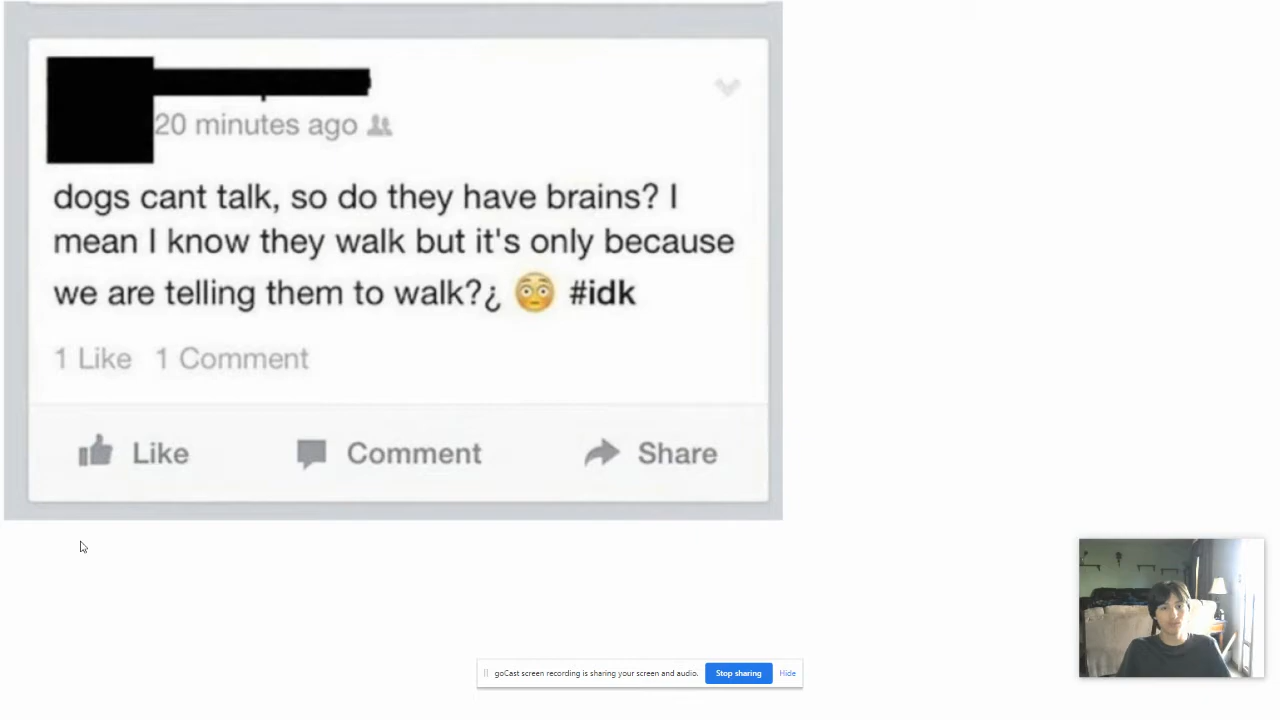 20 minutes ago
dogs cant talk, so do they have brains? I
mean I know they walk but it's only because
we are telling them to walk?¿ 😳 #idk
1 Like 1 Comment
Like Comment Share
goCast screen recording is sharing your screen and audio. Stop sharing Hide